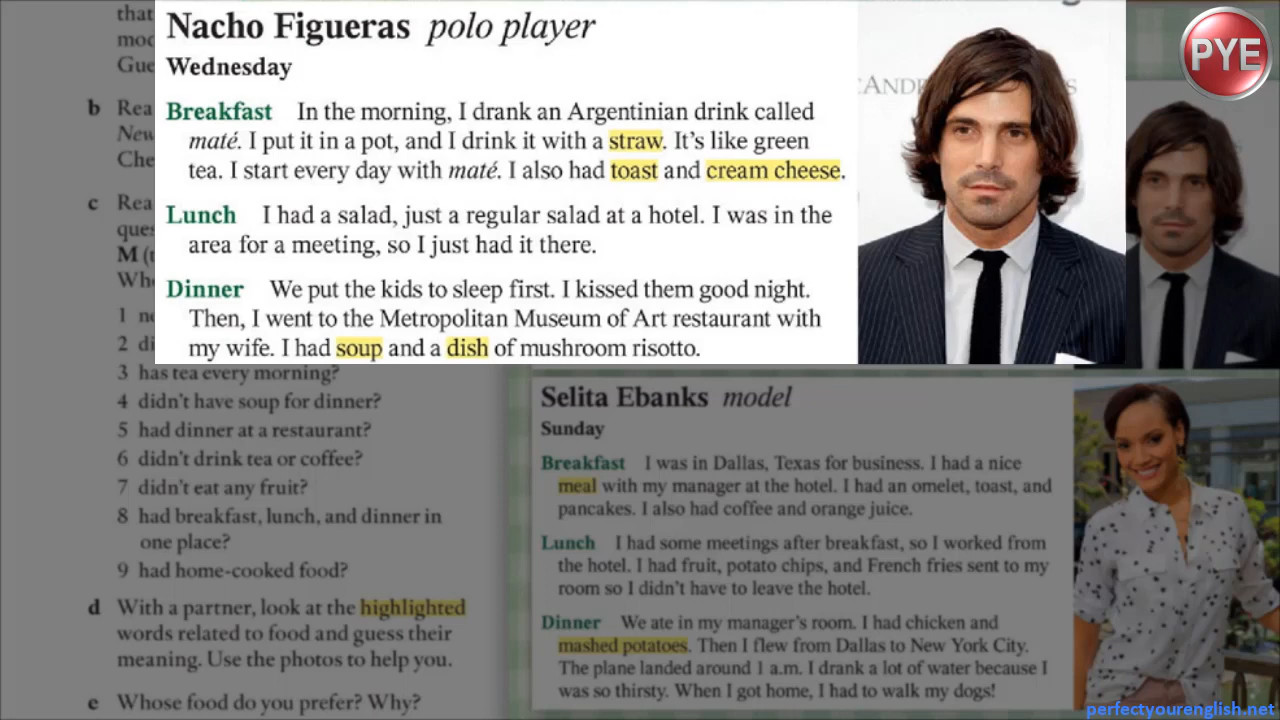 that
mod
Gue
b Rea
New
Che
c Rea
ques
M (
Who
1 n
2 di
3 has tea every morning?
4 didn't have soup for dinner?
5 had dinner at a restaurant?
6 didn't drink tea or coffee?
7 didn't eat any fruit?
8 had breakfast, lunch, and dinner in
one place?
9 had home-cooked food?
d With a partner, look at the highlighted
words related to food and guess their
meaning. Use the photos to help you.
e Whose food do you prefer? Why?
Nacho Figueras polo player
Wednesday
Breakfast In the morning, I drank an Argentinian drink called
maté. I put it in a pot, and I drink it with a straw. It's like green
tea. I start every day with maté. I also had toast and cream cheese.
Lunch I had a salad, just a regular salad at a hotel. I was in the
area for a meeting, so I just had it there.
Dinner We put the kids to sleep first. I kissed them good night.
Then, I went to the Metropolitan Museum of Art restaurant with
my wife. I had soup and a dish of mushroom risotto.
PYE
Selita Ebanks model
Sunday
Breakfast I was in Dallas, Texas for business. I had a nice
meal with my manager at the hotel. I had an omelet, toast, and
pancakes. I also had coffee and orange juice.
Lunch I had some meetings after breakfast, so I worked from
the hotel. I had fruit, potato chips, and French fries sent to my
room so I didn't have to leave the hotel.
Dinner We ate in my manager's room. I had chicken and
mashed potatoes. Then I flew from Dallas to New York City.
The plane landed around 1 a.m. I drank a lot of water because I
was so thirsty. When I got home, I had to walk my dogs!
perfectyourenglish.net